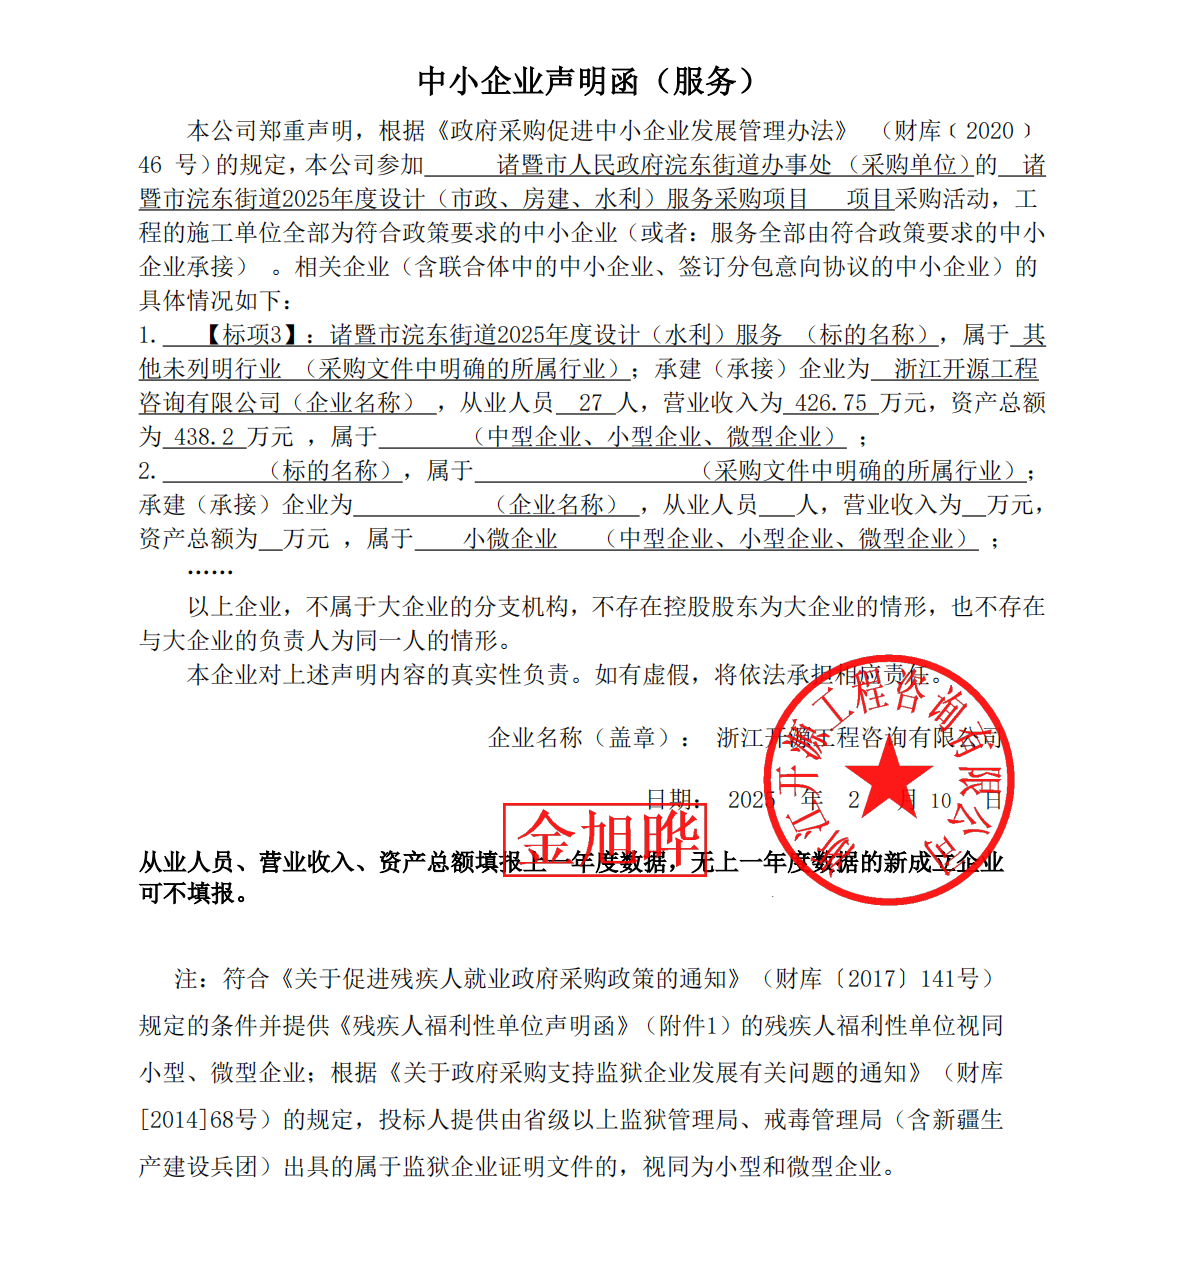 中小企业声明函（服务）
本公司郑重声明，根据《政府采购促进中小企业发展管理办法》 （财库﹝2020﹞
46 号）的规定，本公司参加 诸暨市人民政府浣东街道办事处 （采购单位）的 诸
暨市浣东街道2025年度设计（市政、房建、水利）服务采购项目 项目采购活动，工
程的施工单位全部为符合政策要求的中小企业（或者：服务全部由符合政策要求的中小
企业承接） 。相关企业（含联合体中的中小企业、签订分包意向协议的中小企业）的
具体情况如下：
1. 【标项3】：诸暨市浣东街道2025年度设计（水利）服务 （标的名称），属于 其
他未列明行业 （采购文件中明确的所属行业）；承建（承接）企业为 浙江开源工程
咨询有限公司（企业名称） ，从业人员 27 人，营业收入为 426.75 万元，资产总额
为 438.2 万元 ，属于 （中型企业、小型企业、微型企业） ；
2. （标的名称），属于 （采购文件中明确的所属行业）；
承建（承接）企业为 （企业名称） ，从业人员 人，营业收入为 万元，
资产总额为 万元 ，属于 小微企业 （中型企业、小型企业、微型企业） ；
……
以上企业，不属于大企业的分支机构，不存在控股股东为大企业的情形，也不存在
与大企业的负责人为同一人的情形。
本企业对上述声明内容的真实性负责。如有虚假，将依法承担相应责任。
企业名称（盖章）： 浙江开源工程咨询有限公司
日期： 2025 年 2 月 10 日
浙江开源工程咨询有限公司
金旭晔
从业人员、营业收入、资产总额填报上一年度数据，无上一年度数据的新成立企业
可不填报。
注：符合《关于促进残疾人就业政府采购政策的通知》（财库〔2017〕141号）
规定的条件并提供《残疾人福利性单位声明函》（附件1）的残疾人福利性单位视同
小型、微型企业；根据《关于政府采购支持监狱企业发展有关问题的通知》（财库
[2014]68号）的规定，投标人提供由省级以上监狱管理局、戒毒管理局（含新疆生
产建设兵团）出具的属于监狱企业证明文件的，视同为小型和微型企业。